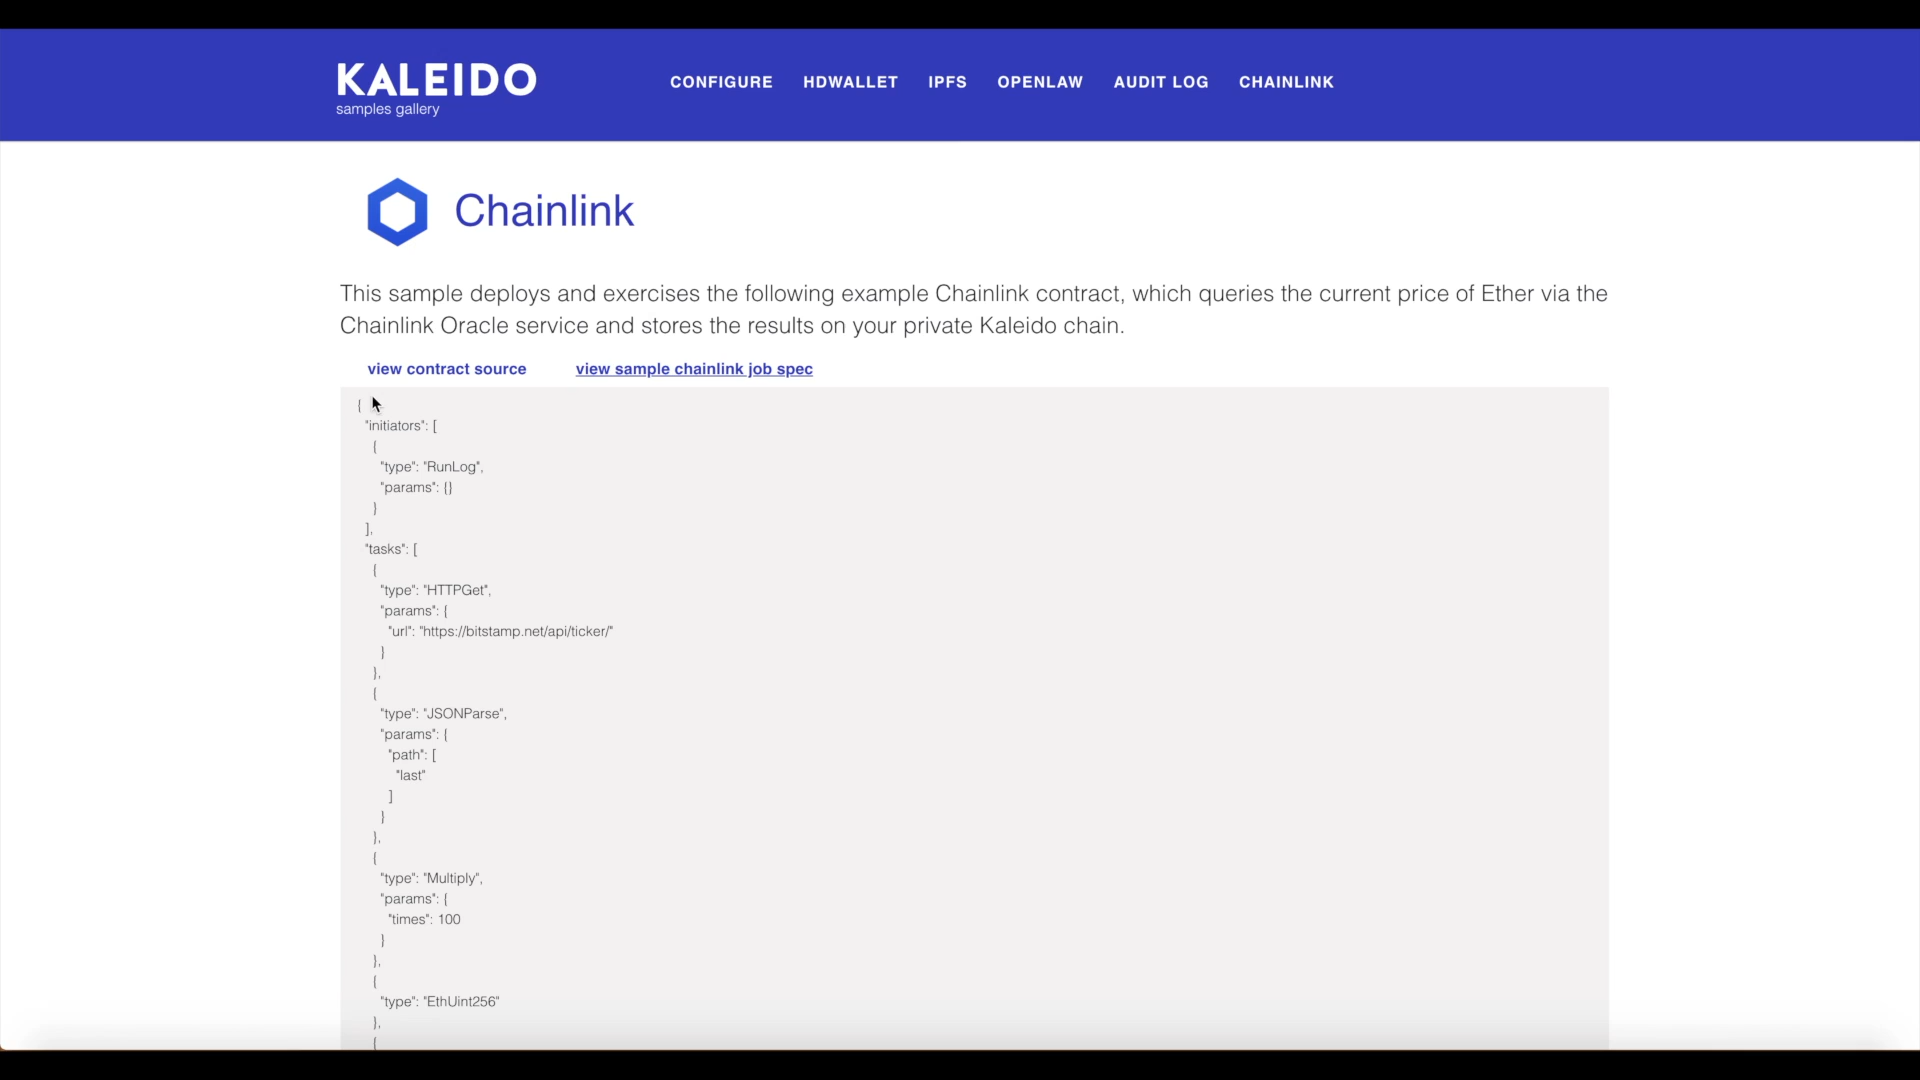 KALEIDO
samples gallery
CONFIGURE HDWALLET IPFS OPENLAW AUDIT LOG CHAINLINK
Chainlink
This sample deploys and exercises the following example Chainlink contract, which queries the current price of Ether via the
Chainlink Oracle service and stores the results on your private Kaleido chain.
view contract source view sample chainlink job spec
{
"initiators": [
{
"type": "RunLog",
"params": {}
}
],
"tasks": [
{
"type": "HTTPGet",
"params": {
"url": "https://bitstamp.net/api/ticker/"
}
},
{
"type": "JSONParse",
"params": {
"path": [
"last"
]
}
},
{
"type": "Multiply",
"params": {
"times": 100
}
},
{
"type": "EthUint256"
},
{